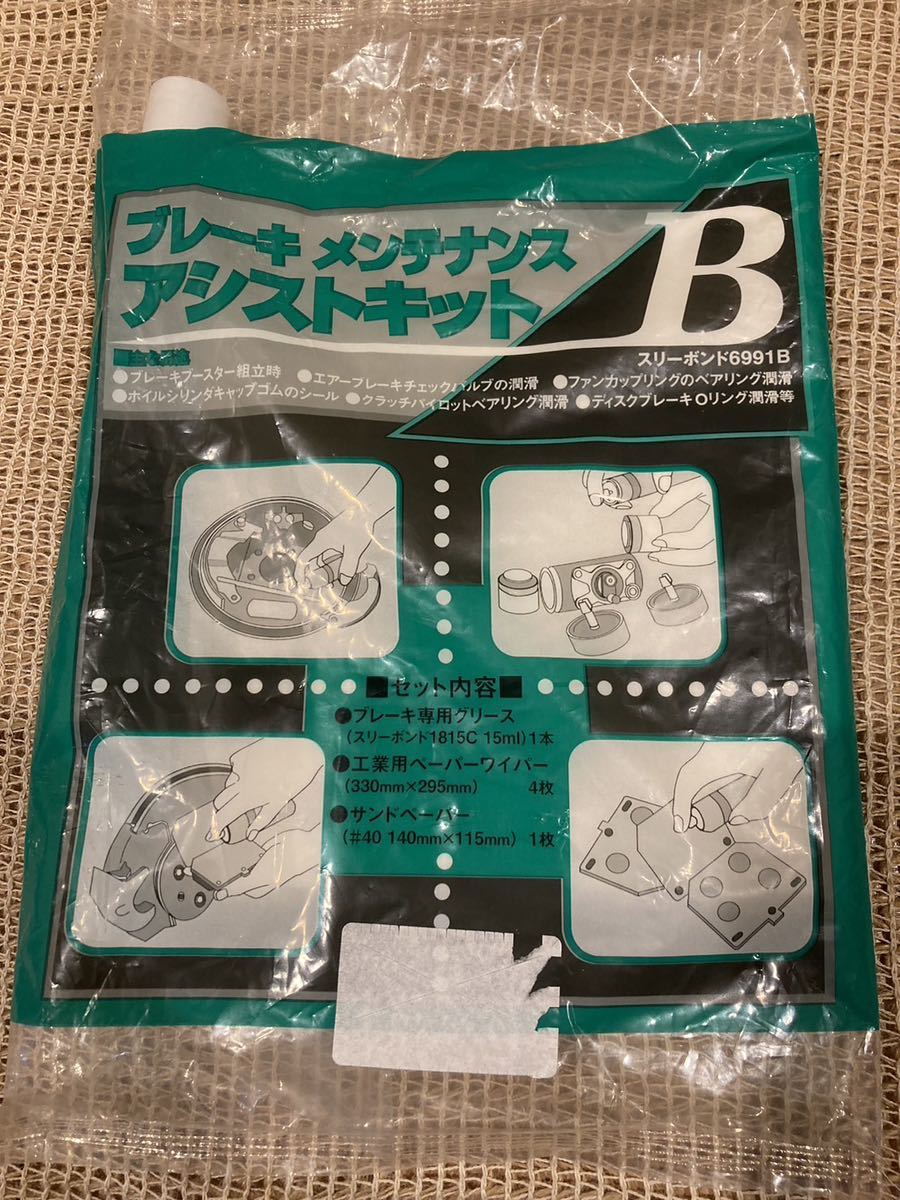 ブレーキ メンテナンス
アシストキット
B
スリーボンド6991B
■主な用途
●ブレーキブースター組立時 ●エアーブレーキチェックバルブの潤滑 ●ファンカップリングのベアリング潤滑
●ホイルシリンダキャップゴムのシール ●クラッチパイロットベアリング潤滑 ●ディスクブレーキOリング潤滑等
■セット内容■
●ブレーキ専用グリース
(スリーボンド1815C 15ml)1本
●工業用ペーパーワイパー
(330mm×295mm) 4枚
●サンドペーパー
(#40 140mm×115mm) 1枚